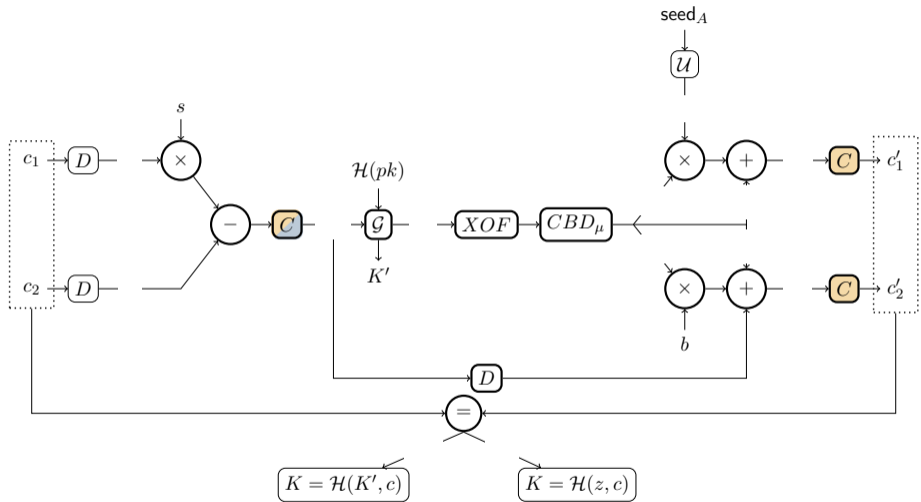 seed_A
𝒰
s
c_1
D
×
×
+
C
c'_1
ℋ(pk)
−
C
𝒢
XOF
CBD_μ
K'
c_2
D
×
+
C
c'_2
b
D
=
K = ℋ(K', c)
K = ℋ(z, c)